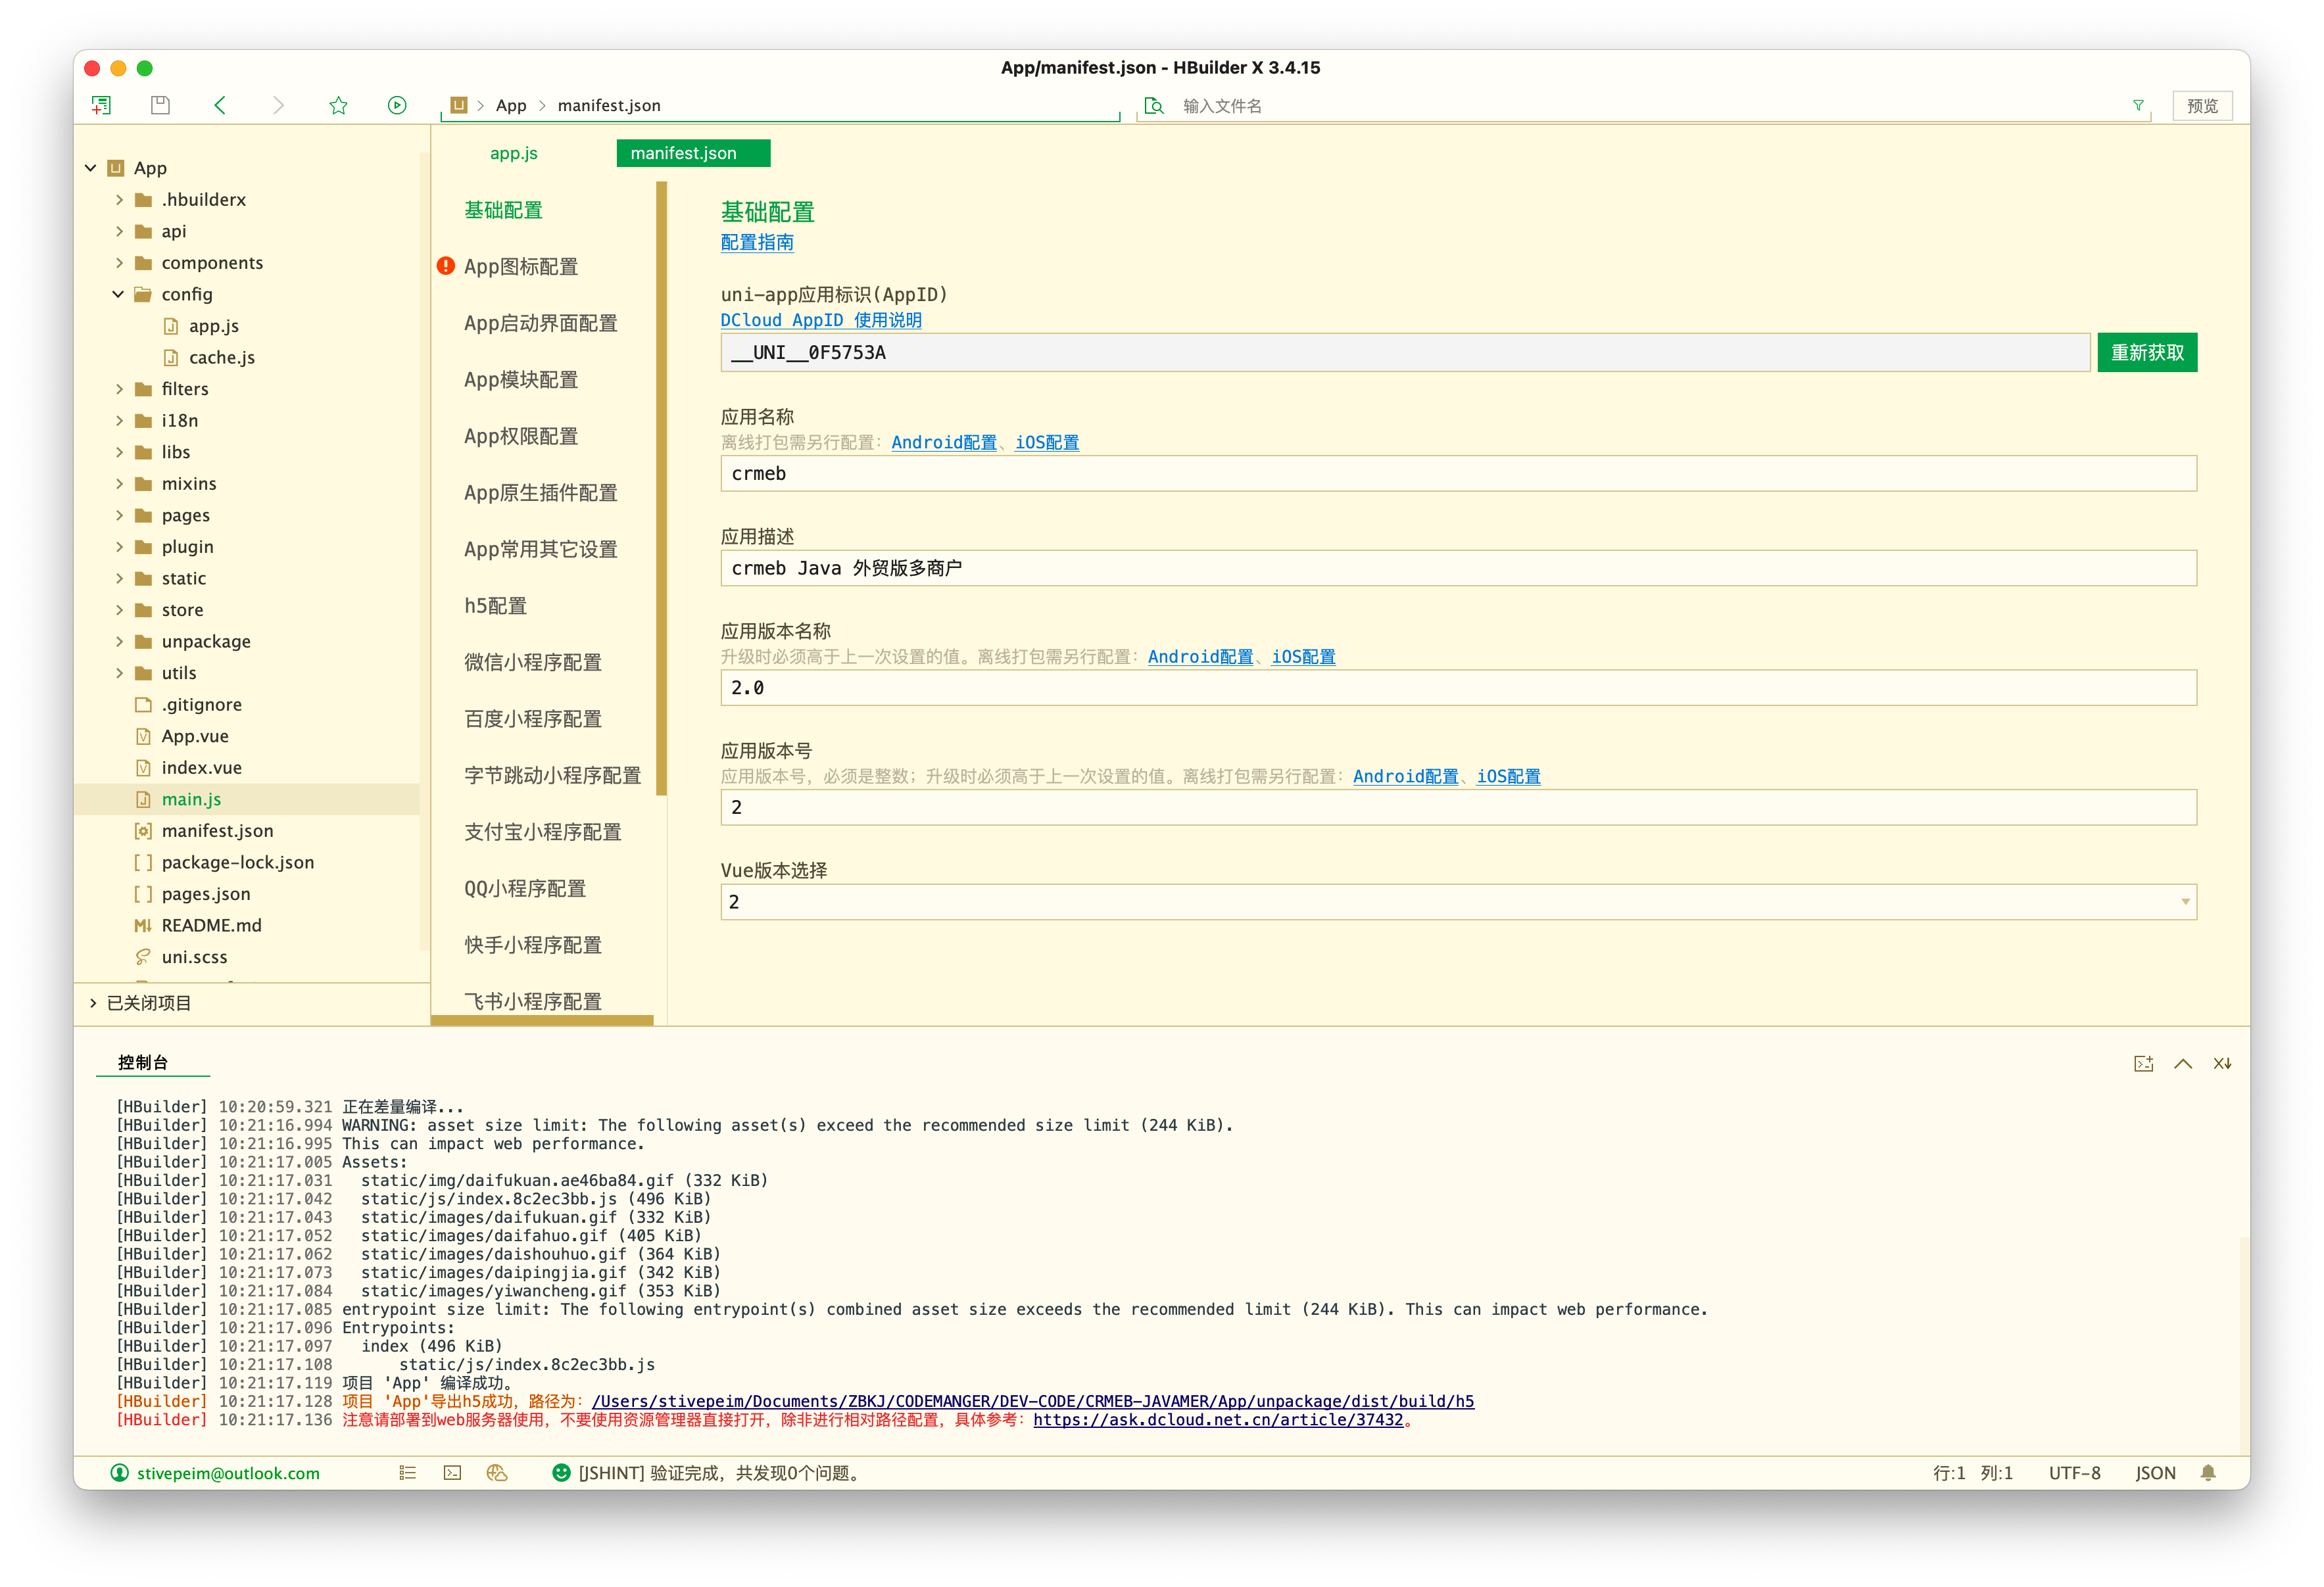 App/manifest.json - HBuilder X 3.4.15
App
manifest.json
输入文件名
预览
App
.hbuilderx
api
components
config
app.js
cache.js
filters
i18n
libs
mixins
pages
plugin
static
store
unpackage
utils
.gitignore
App.vue
index.vue
main.js
manifest.json
package-lock.json
pages.json
README.md
uni.scss
已关闭项目
app.js
manifest.json
基础配置
App图标配置
App启动界面配置
App模块配置
App权限配置
App原生插件配置
App常用其它设置
h5配置
微信小程序配置
百度小程序配置
字节跳动小程序配置
支付宝小程序配置
QQ小程序配置
快手小程序配置
飞书小程序配置
基础配置
配置指南
uni-app应用标识(AppID)
DCloud AppID 使用说明
__UNI__0F5753A
重新获取
应用名称
离线打包需另行配置：Android配置、iOS配置
crmeb
应用描述
crmeb Java 外贸版多商户
应用版本名称
升级时必须高于上一次设置的值。离线打包需另行配置：Android配置、iOS配置
2.0
应用版本号
应用版本号，必须是整数；升级时必须高于上一次设置的值。离线打包需另行配置：Android配置、iOS配置
2
Vue版本选择
2
控制台
[HBuilder] 10:20:59.321 正在差量编译...
[HBuilder] 10:21:16.994 WARNING: asset size limit: The following asset(s) exceed the recommended size limit (244 KiB).
[HBuilder] 10:21:16.995 This can impact web performance.
[HBuilder] 10:21:17.005 Assets:
[HBuilder] 10:21:17.031   static/img/daifukuan.ae46ba84.gif (332 KiB)
[HBuilder] 10:21:17.042   static/js/index.8c2ec3bb.js (496 KiB)
[HBuilder] 10:21:17.043   static/images/daifukuan.gif (332 KiB)
[HBuilder] 10:21:17.052   static/images/daifahuo.gif (405 KiB)
[HBuilder] 10:21:17.062   static/images/daishouhuo.gif (364 KiB)
[HBuilder] 10:21:17.073   static/images/daipingjia.gif (342 KiB)
[HBuilder] 10:21:17.084   static/images/yiwancheng.gif (353 KiB)
[HBuilder] 10:21:17.085 entrypoint size limit: The following entrypoint(s) combined asset size exceeds the recommended limit (244 KiB). This can impact web performance.
[HBuilder] 10:21:17.096 Entrypoints:
[HBuilder] 10:21:17.097   index (496 KiB)
[HBuilder] 10:21:17.108       static/js/index.8c2ec3bb.js
[HBuilder] 10:21:17.119 项目 'App' 编译成功。
[HBuilder] 10:21:17.128 项目 'App'导出h5成功，路径为：/Users/stivepeim/Documents/ZBKJ/CODEMANGER/DEV-CODE/CRMEB-JAVAMER/App/unpackage/dist/build/h5
[HBuilder] 10:21:17.136 注意请部署到web服务器使用，不要使用资源管理器直接打开，除非进行相对路径配置，具体参考：https://ask.dcloud.net.cn/article/37432。
stivepeim@outlook.com
[JSHINT] 验证完成，共发现0个问题。
行:1 列:1
UTF-8
JSON